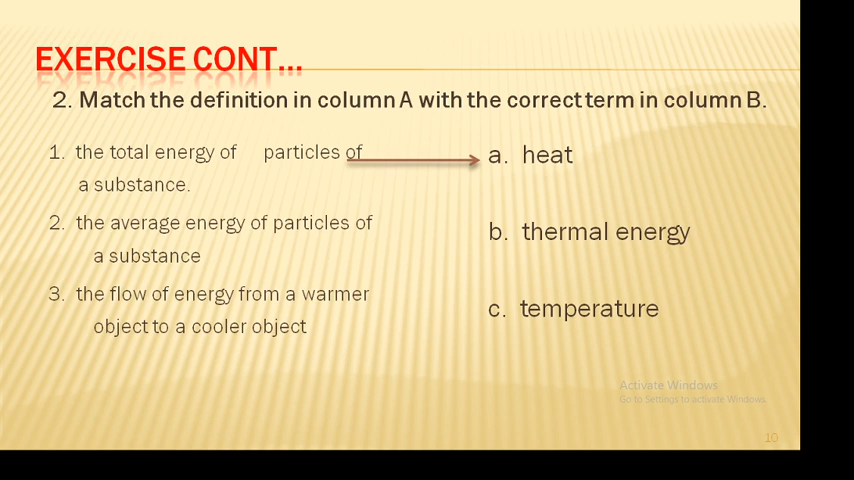 EXERCISE CONT...
2. Match the definition in column A with the correct term in column B.
1. the total energy of particles of
a substance.
2. the average energy of particles of
a substance
3. the flow of energy from a warmer
object to a cooler object
a. heat
b. thermal energy
c. temperature
Activate Windows
Go to Settings to activate Windows.
10